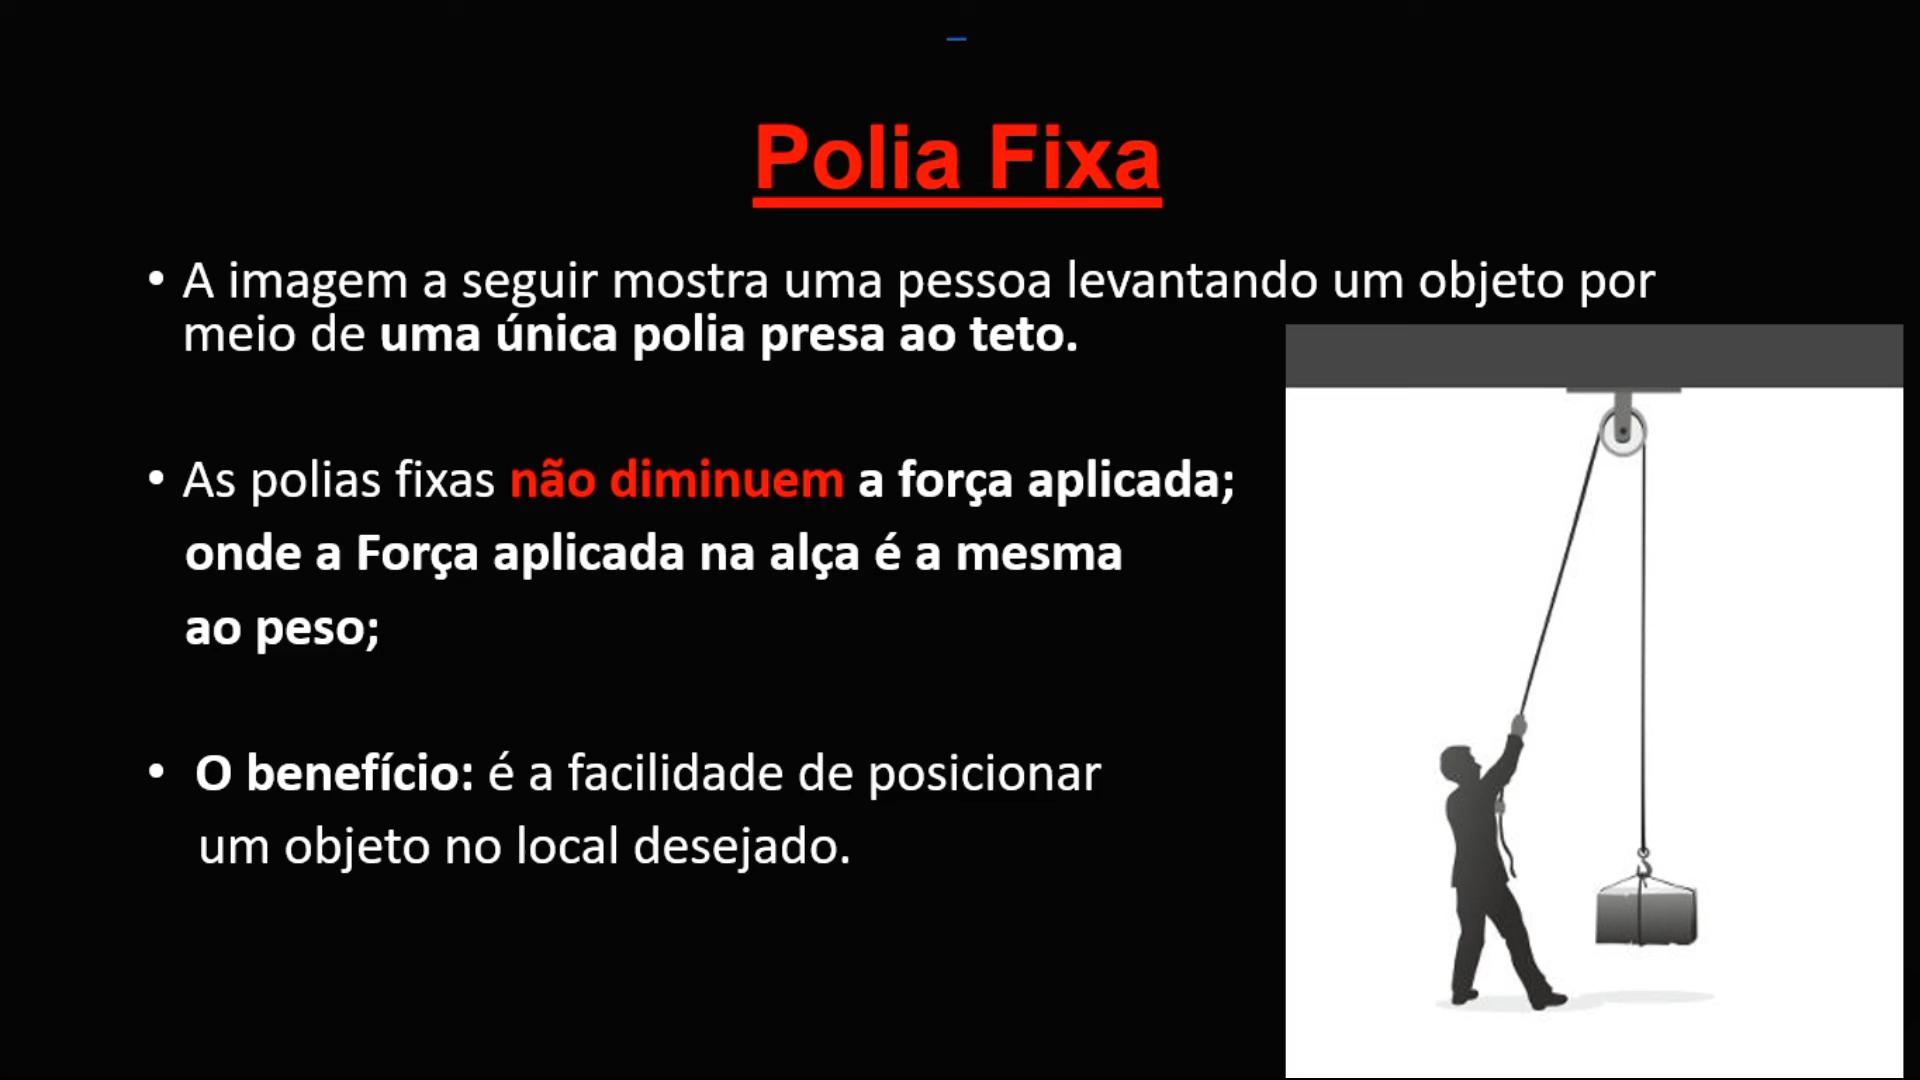 Polia Fixa
• A imagem a seguir mostra uma pessoa levantando um objeto por
meio de uma única polia presa ao teto.
• As polias fixas não diminuem a força aplicada;
onde a Força aplicada na alça é a mesma
ao peso;
• O benefício: é a facilidade de posicionar
um objeto no local desejado.